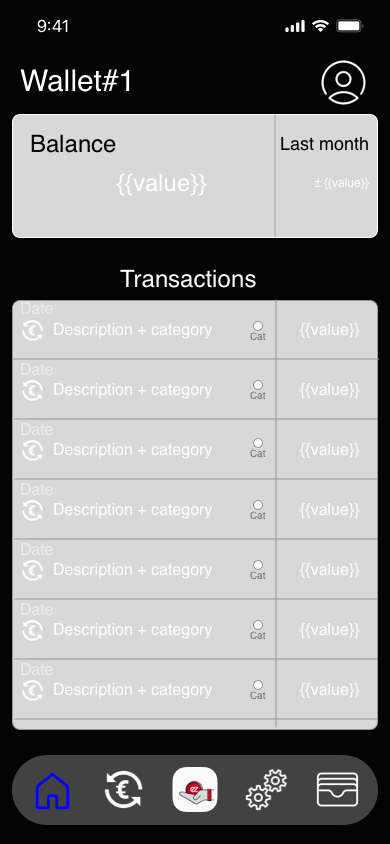 9:41
Wallet#1
Balance
Last month
{{value}}
±{{value}}
Transactions
Date
Description + category
Cat
{{value}}
Date
Description + category
Cat
{{value}}
Date
Description + category
Cat
{{value}}
Date
Description + category
Cat
{{value}}
Date
Description + category
Cat
{{value}}
Date
Description + category
Cat
{{value}}
Date
Description + category
Cat
{{value}}